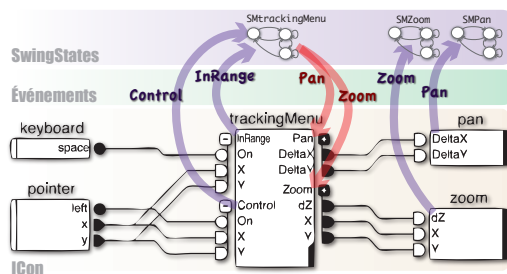 SMtrackingMenu
SMZoom
SMPan
SwingStates
InRange
Pan
Zoom
Control
Zoom
Pan
Événements
keyboard
space
trackingMenu
InRange
On
X
Y
Control
On
X
Y
Pan
DeltaX
DeltaY
Zoom
dZ
X
Y
pan
DeltaX
DeltaY
pointer
left
x
y
zoom
dZ
X
Y
ICon